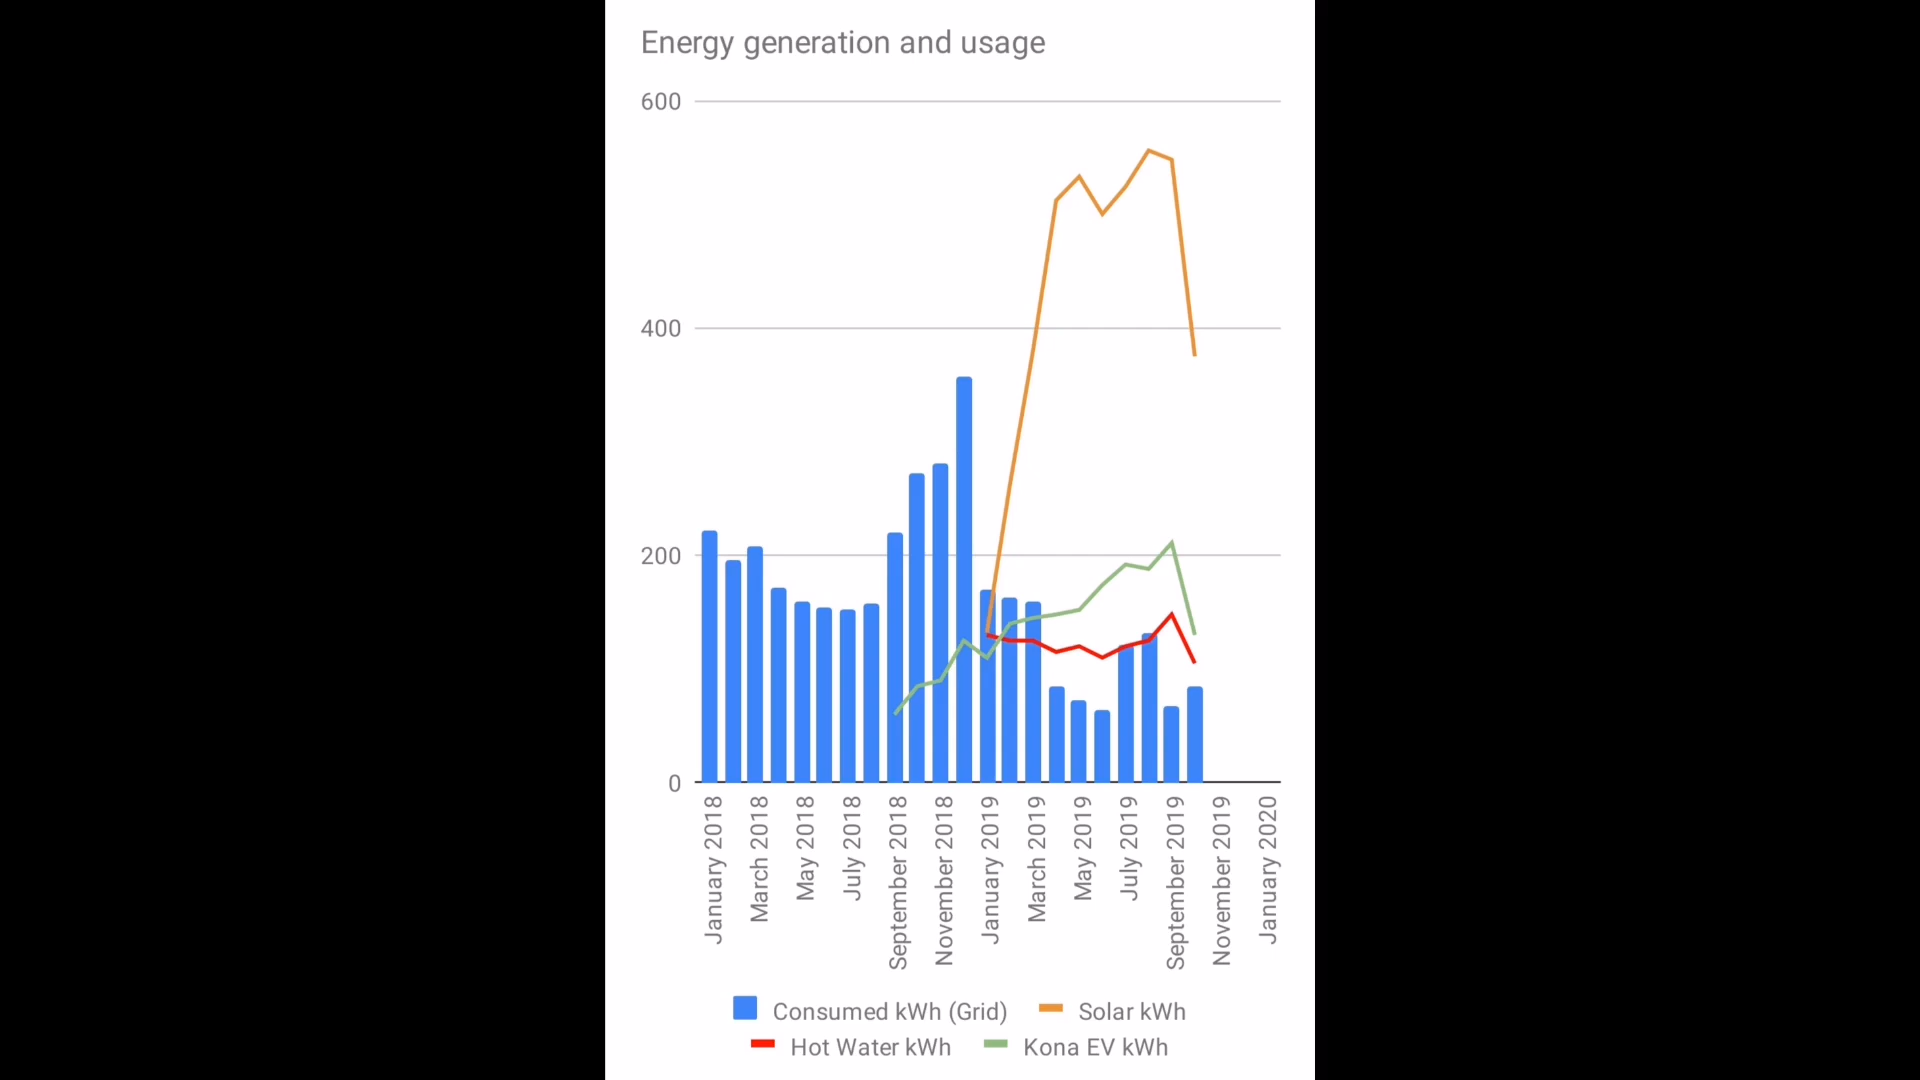 Energy generation and usage
600
400
200
0
January 2018
March 2018
May 2018
July 2018
September 2018
November 2018
January 2019
March 2019
May 2019
July 2019
September 2019
November 2019
January 2020
Consumed kWh (Grid)
Solar kWh
Hot Water kWh
Kona EV kWh